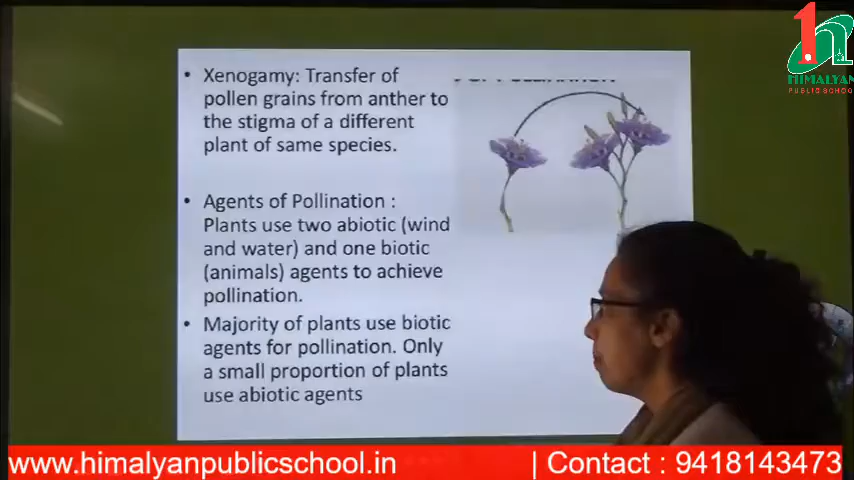 • Xenogamy: Transfer of
pollen grains from anther to
the stigma of a different
plant of same species.
• Agents of Pollination :
Plants use two abiotic (wind
and water) and one biotic
(animals) agents to achieve
pollination.
• Majority of plants use biotic
agents for pollination. Only
a small proportion of plants
use abiotic agents
1h
HIMALYAN
PUBLIC SCHOO
www.himalyanpublicschool.in | Contact : 9418143473